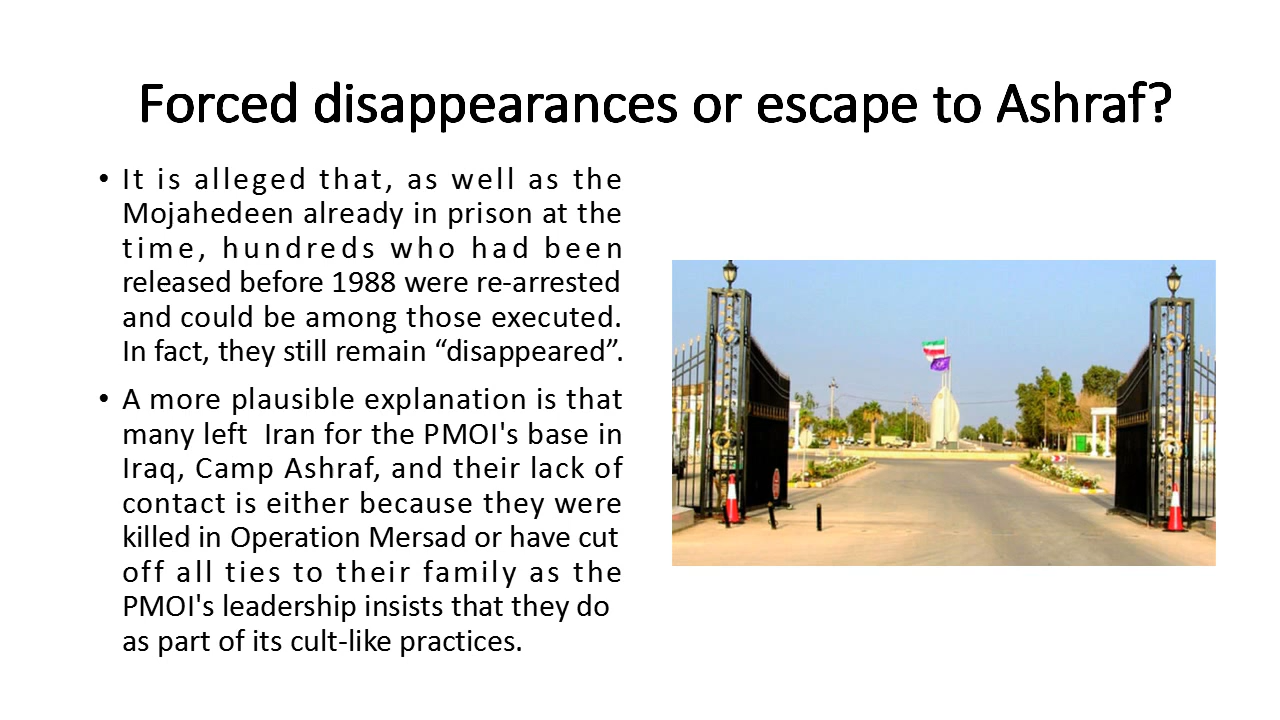 Forced disappearances or escape to Ashraf?
• It is alleged that, as well as the
Mojahedeen already in prison at the
time, hundreds who had been
released before 1988 were re-arrested
and could be among those executed.
In fact, they still remain “disappeared”.
• A more plausible explanation is that
many left  Iran for the PMOI's base in
Iraq, Camp Ashraf, and their lack of
contact is either because they were
killed in Operation Mersad or have cut
off all ties to their family as the
PMOI's leadership insists that they do
as part of its cult-like practices.